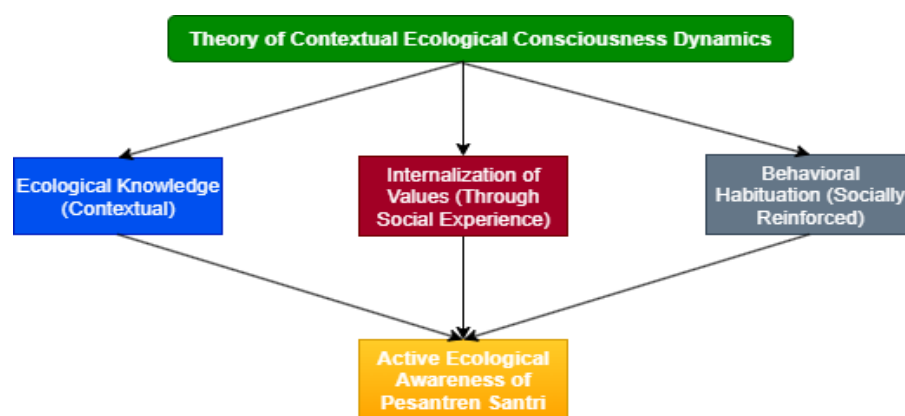 Theory of Contextual Ecological Consciousness Dynamics
Ecological Knowledge
(Contextual)
Internalization of
Values (Through
Social Experience)
Behavioral
Habituation (Socially
Reinforced)
Active Ecological
Awareness of
Pesantren Santri